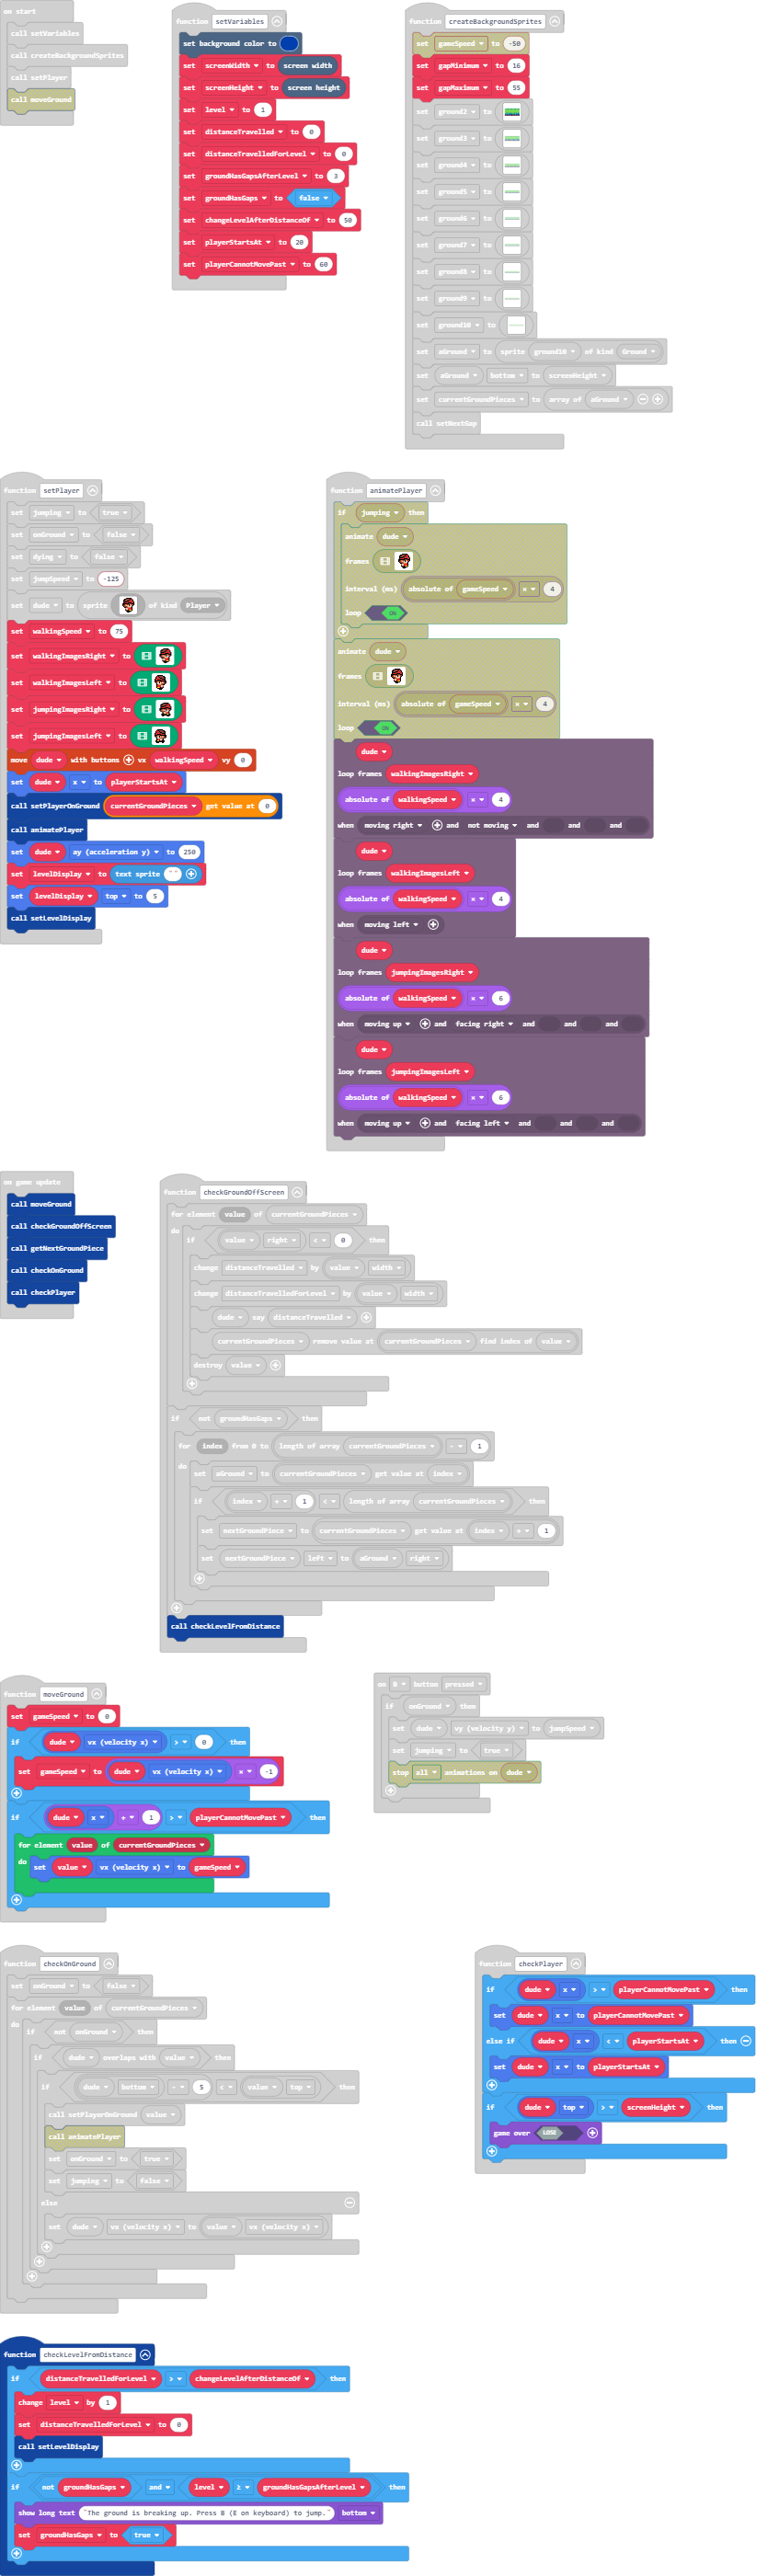 on start
call setVariables
call createBackgroundSprites
call setPlayer
call moveGround
function setVariables
set background color to
set screenWidth to screen width
set screenHeight to screen height
set level to 1
set distanceTravelled to 0
set distanceTravelledForLevel to 0
set groundHasGapsAfterLevel to 3
set groundHasGaps to false
set changeLevelAfterDistanceOf to 50
set playerStartsAt to 20
set playerCannotMovePast to 60
function createBackgroundSprites
set gameSpeed to -50
set gapMinimum to 16
set gapMaximum to 55
set ground2 to
set ground3 to
set ground4 to
set ground5 to
set ground6 to
set ground7 to
set ground8 to
set ground9 to
set ground10 to
set aGround to sprite ground10 of kind Ground
set aGround bottom to screenHeight
set currentGroundPieces to array of aGround
call setNextGap
function setPlayer
set jumping to true
set onGround to false
set dying to false
set jumpSpeed to -125
set dude to sprite of kind Player
set walkingSpeed to 75
set walkingImagesRight to
set walkingImagesLeft to
set jumpingImagesRight to
set jumpingImagesLeft to
move dude with buttons vx walkingSpeed vy 0
set dude x to playerStartsAt
call setPlayerOnGround currentGroundPieces get value at 0
call animatePlayer
set dude ay (acceleration y) to 250
set levelDisplay to text sprite " "
set levelDisplay top to 5
call setLevelDisplay
function animatePlayer
if jumping then
animate dude
frames
interval (ms) absolute of gameSpeed × 4
loop ON
animate dude
frames
interval (ms) absolute of gameSpeed × 4
loop ON
dude
loop frames walkingImagesRight
absolute of walkingSpeed × 4
when moving right and not moving and and and
dude
loop frames walkingImagesLeft
absolute of walkingSpeed × 4
when moving left
dude
loop frames jumpingImagesRight
absolute of walkingSpeed × 6
when moving up and facing right and and and
dude
loop frames jumpingImagesLeft
absolute of walkingSpeed × 6
when moving up and facing left and and and
on game update
call moveGround
call checkGroundOffScreen
call getNextGroundPiece
call checkOnGround
call checkPlayer
function checkGroundOffScreen
for element value of currentGroundPieces
do
if value right < 0 then
change distanceTravelled by value width
change distanceTravelledForLevel by value width
dude say distanceTravelled
currentGroundPieces remove value at currentGroundPieces find index of value
destroy value
if not groundHasGaps then
for index from 0 to length of array currentGroundPieces - 1
do
set aGround to currentGroundPieces get value at index
if index + 1 < length of array currentGroundPieces then
set nextGroundPiece to currentGroundPieces get value at index + 1
set nextGroundPiece left to aGround right
call checkLevelFromDistance
function moveGround
set gameSpeed to 0
if dude vx (velocity x) > 0 then
set gameSpeed to dude vx (velocity x) × -1
if dude x + 1 > playerCannotMovePast then
for element value of currentGroundPieces
do
set value vx (velocity x) to gameSpeed
on B button pressed
if onGround then
set dude vy (velocity y) to jumpSpeed
set jumping to true
stop all animations on dude
function checkOnGround
set onGround to false
for element value of currentGroundPieces
do
if not onGround then
if dude overlaps with value then
if dude bottom - 5 < value top then
call setPlayerOnGround value
call animatePlayer
set onGround to true
set jumping to false
else
set dude vx (velocity x) to value vx (velocity x)
function checkPlayer
if dude x > playerCannotMovePast then
set dude x to playerCannotMovePast
else if dude x < playerStartsAt then
set dude x to playerStartsAt
if dude top > screenHeight then
game over LOSE
function checkLevelFromDistance
if distanceTravelledForLevel > changeLevelAfterDistanceOf then
change level by 1
set distanceTravelledForLevel to 0
call setLevelDisplay
if not groundHasGaps and level ≥ groundHasGapsAfterLevel then
show long text "The ground is breaking up. Press B (E on keyboard) to jump." bottom
set groundHasGaps to true